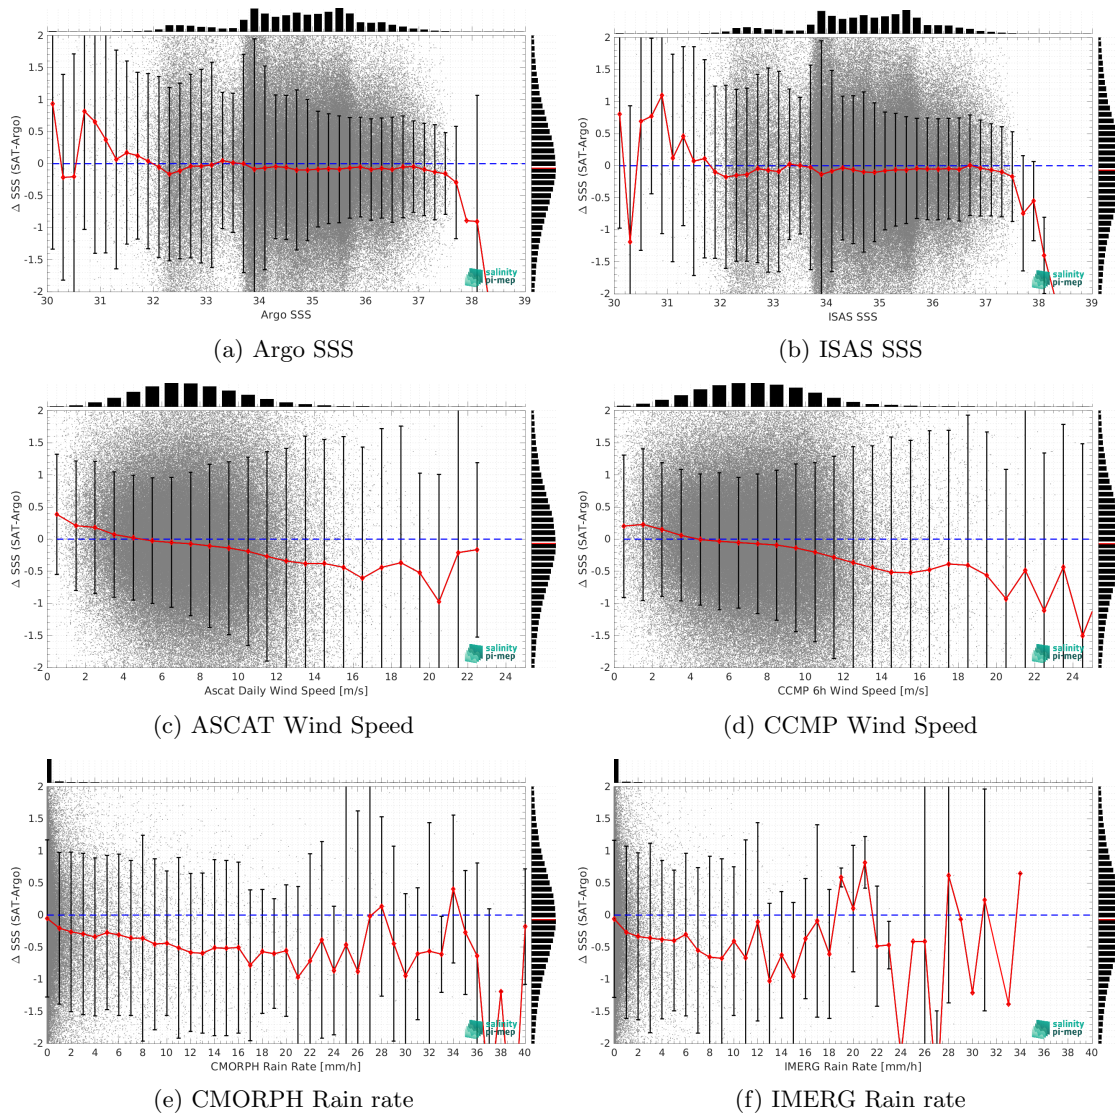 2
1.5
1
0.5
0
-0.5
-1
-1.5
-2
Δ SSS (SAT-Argo)
30 31 32 33 34 35 36 37 38 39
Argo SSS
salinity
pi-mep
(a) Argo SSS
2
1.5
1
0.5
0
-0.5
-1
-1.5
-2
Δ SSS (SAT-Argo)
30 31 32 33 34 35 36 37 38 39
ISAS SSS
salinity
pi-mep
(b) ISAS SSS
2
1.5
1
0.5
0
-0.5
-1
-1.5
-2
Δ SSS (SAT-Argo)
0 2 4 6 8 10 12 14 16 18 20 22 24
Ascat Daily Wind Speed [m/s]
salinity
pi-mep
(c) ASCAT Wind Speed
2
1.5
1
0.5
0
-0.5
-1
-1.5
-2
Δ SSS (SAT-Argo)
0 2 4 6 8 10 12 14 16 18 20 22 24
CCMP 6h Wind Speed [m/s]
salinity
pi-mep
(d) CCMP Wind Speed
2
1.5
1
0.5
0
-0.5
-1
-1.5
-2
Δ SSS (SAT-Argo)
0 2 4 6 8 10 12 14 16 18 20 22 24 26 28 30 32 34 36 38 40
CMORPH Rain Rate [mm/h]
salinity
pi-mep
(e) CMORPH Rain rate
2
1.5
1
0.5
0
-0.5
-1
-1.5
-2
Δ SSS (SAT-Argo)
0 2 4 6 8 10 12 14 16 18 20 22 24 26 28 30 32 34 36 38 40
IMERG Rain Rate [mm/h]
salinity
pi-mep
(f) IMERG Rain rate